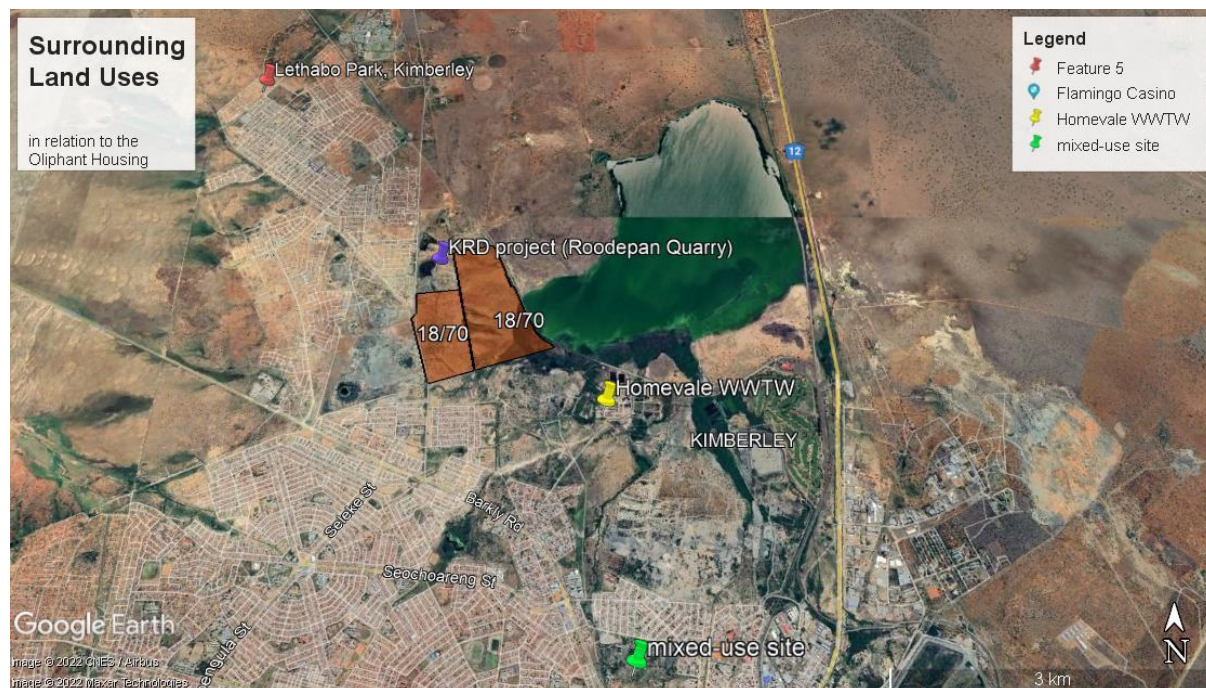 Surrounding
Land Uses
in relation to the
Oliphant Housing
Legend
Feature 5
Flamingo Casino
Homevale WWTW
mixed-use site
Lethabo Park, Kimberley
12
KRD project (Roodepan Quarry)
18/70
18/70
Homevale WWTW
KIMBERLEY
Seleke St
Barkly Rd
Seochoareng St
mixed-use site
Google Earth
Image © 2022 CNES / Airbus
Image © 2022 Maxar Technologies
3 km
N